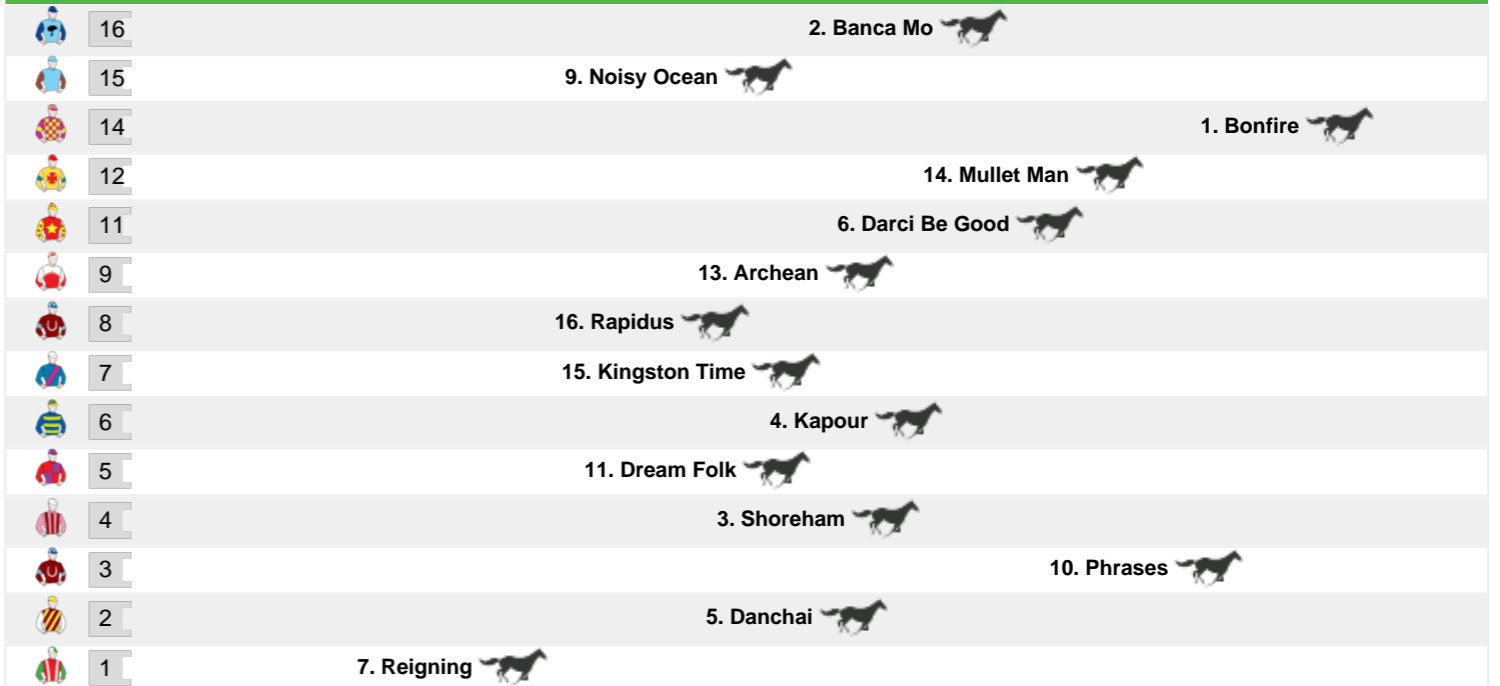 16 2. Banca Mo
15 9. Noisy Ocean
14 1. Bonfire
12 14. Mullet Man
11 6. Darci Be Good
9 13. Archean
8 16. Rapidus
7 15. Kingston Time
6 4. Kapour
5 11. Dream Folk
4 3. Shoreham
3 10. Phrases
2 5. Danchai
1 7. Reigning